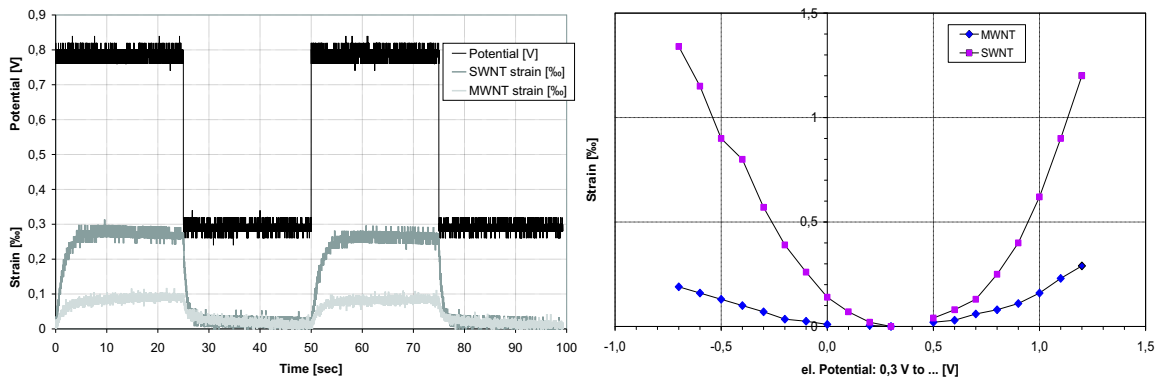 0,9
0,8
0,7
0,6
0,5
0,4
0,3
0,2
0,1
0
Potential [V]
Strain [‰]
0 10 20 30 40 50 60 70 80 90 100
Time [sec]
Potential [V]
SWNT strain [‰]
MWNT strain [‰]
1,5
1
0,5
0
Strain [‰]
-1,0 -0,5 0,0 0,5 1,0 1,5
el. Potential: 0,3 V to ... [V]
MWNT
SWNT